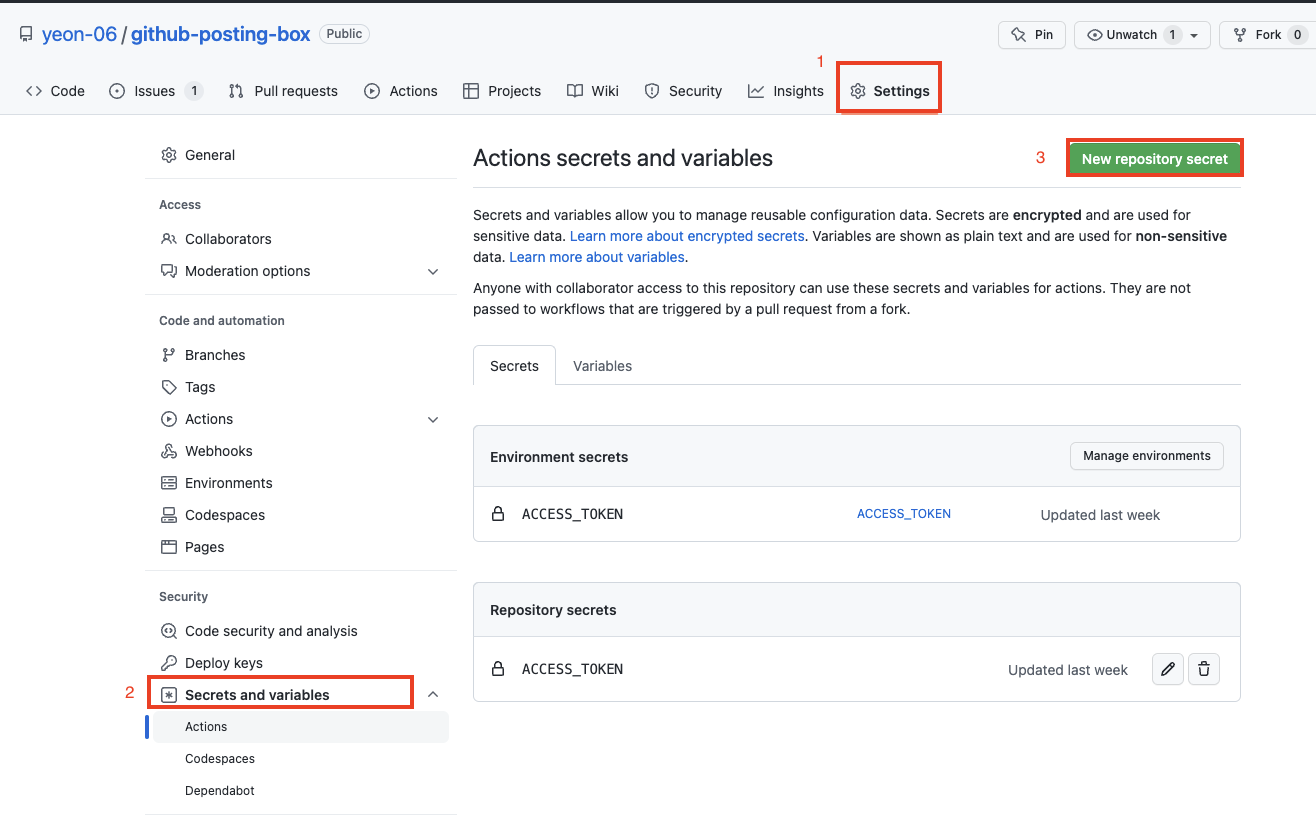 yeon-06 / github-posting-box Public
Pin
Unwatch 1
Fork 0
1
Code
Issues 1
Pull requests
Actions
Projects
Wiki
Security
Insights
Settings
General
Access
Collaborators
Moderation options
Code and automation
Branches
Tags
Actions
Webhooks
Environments
Codespaces
Pages
Security
Code security and analysis
Deploy keys
2
Secrets and variables
Actions
Codespaces
Dependabot
Actions secrets and variables
3
New repository secret
Secrets and variables allow you to manage reusable configuration data. Secrets are encrypted and are used for
sensitive data. Learn more about encrypted secrets. Variables are shown as plain text and are used for non-sensitive
data. Learn more about variables.
Anyone with collaborator access to this repository can use these secrets and variables for actions. They are not
passed to workflows that are triggered by a pull request from a fork.
Secrets
Variables
Environment secrets
Manage environments
ACCESS_TOKEN
ACCESS_TOKEN
Updated last week
Repository secrets
ACCESS_TOKEN
Updated last week